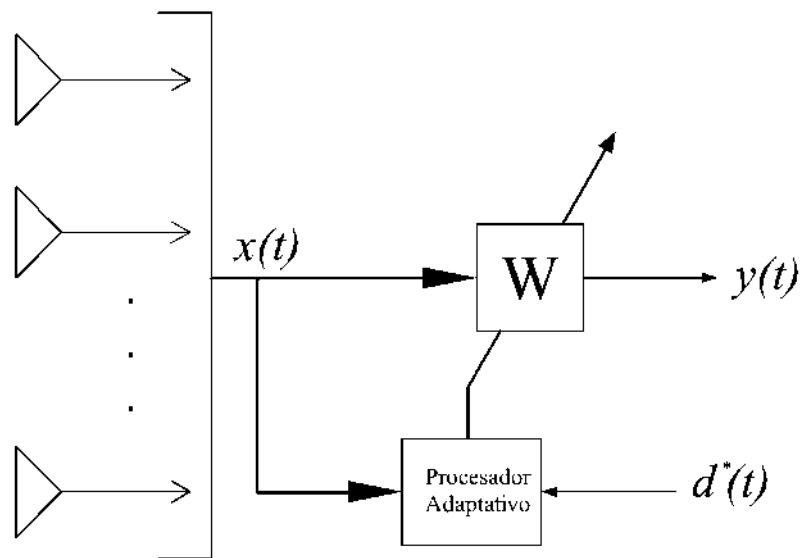 x(t)
W
y(t)
Procesador
Adaptativo
d*(t)